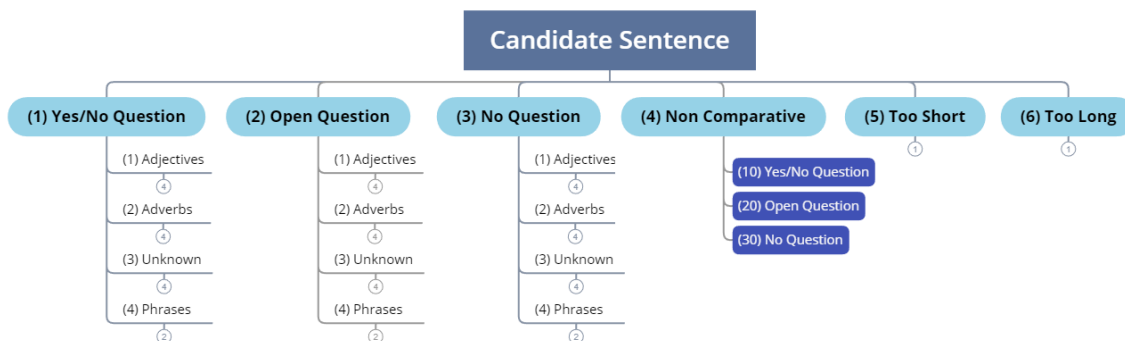 Candidate Sentence
(1) Yes/No Question
(2) Open Question
(3) No Question
(4) Non Comparative
(5) Too Short
(6) Too Long
(1) Adjectives
4
(2) Adverbs
4
(3) Unknown
4
(4) Phrases
2
(1) Adjectives
4
(2) Adverbs
4
(3) Unknown
4
(4) Phrases
2
(1) Adjectives
4
(2) Adverbs
4
(3) Unknown
4
(4) Phrases
2
(10) Yes/No Question
(20) Open Question
(30) No Question
1
1